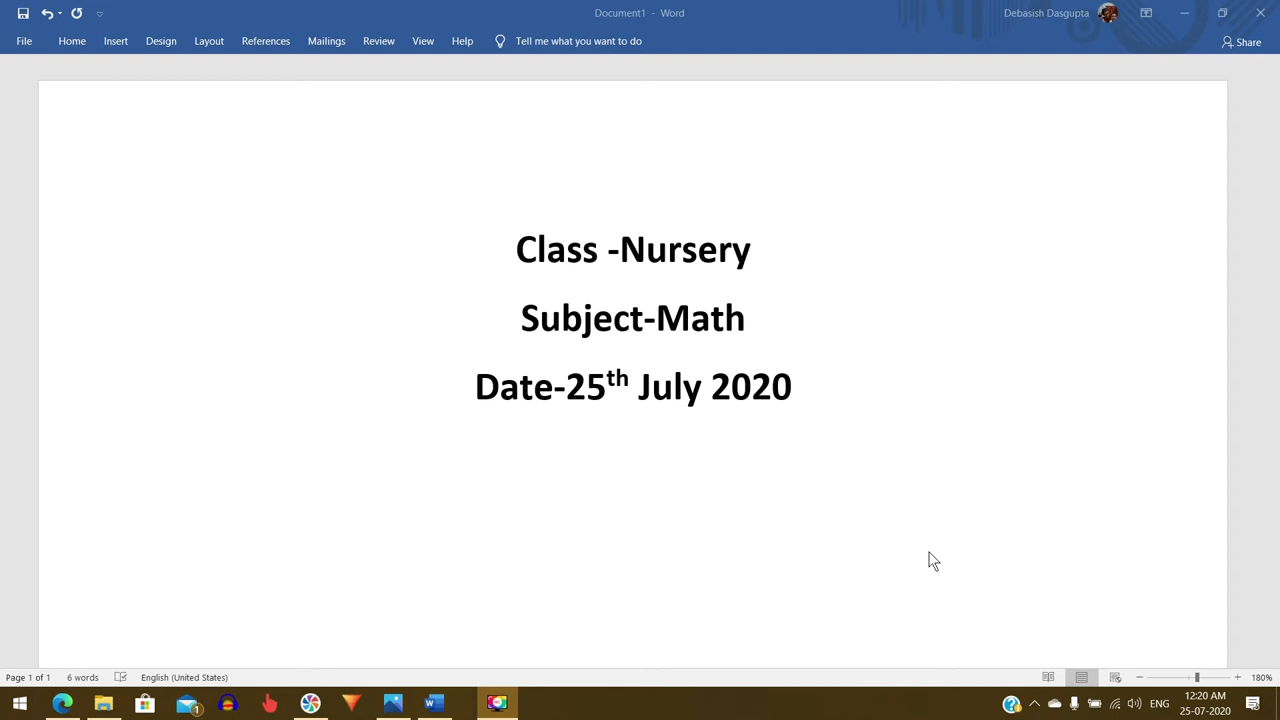 Document1 - Word
Debasish Dasgupta
File Home Insert Design Layout References Mailings Review View Help Tell me what you want to do
Share
Class -Nursery
Subject-Math
Date-25th July 2020
Page 1 of 1 6 words English (United States)
180%
12:20 AM
ENG
25-07-2020